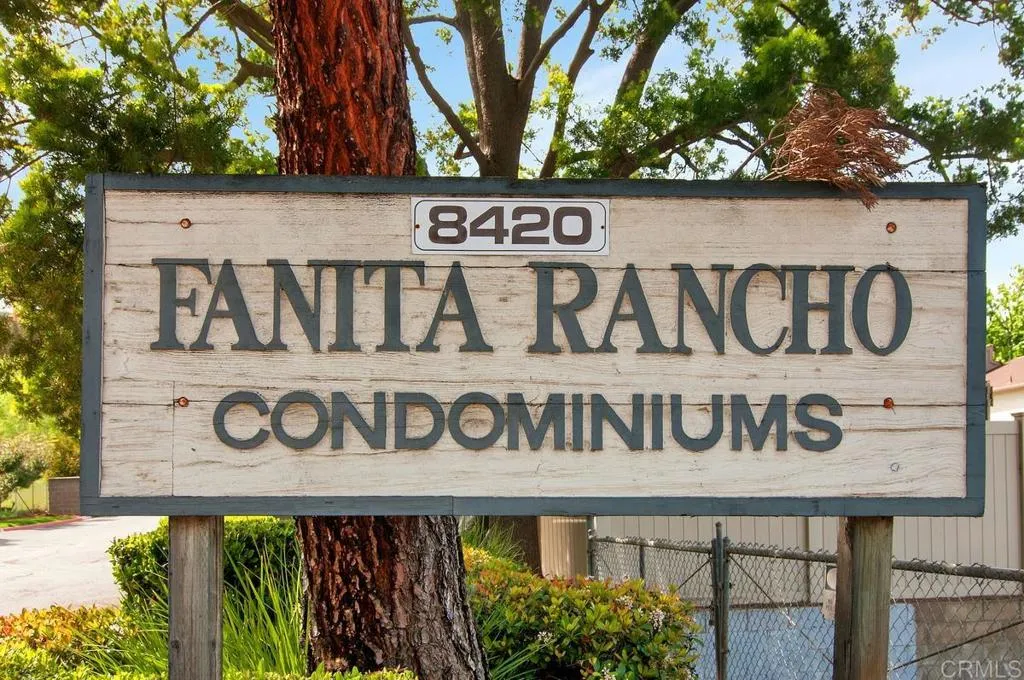 8420
FANITA RANCHO
CONDOMINIUMS
CRMLS